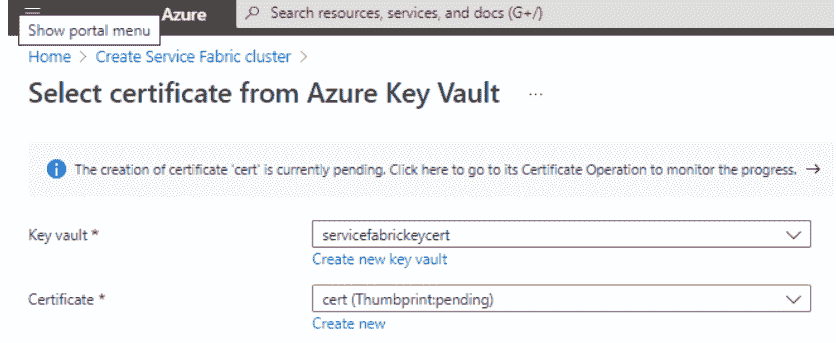 Azure
Search resources, services, and docs (G+/)
Show portal menu
Home > Create Service Fabric cluster >
Select certificate from Azure Key Vault ...
The creation of certificate 'cert' is currently pending. Click here to go to its Certificate Operation to monitor the progress. →
Key vault *
servicefabrickeycert
Create new key vault
Certificate *
cert (Thumbprint:pending)
Create new